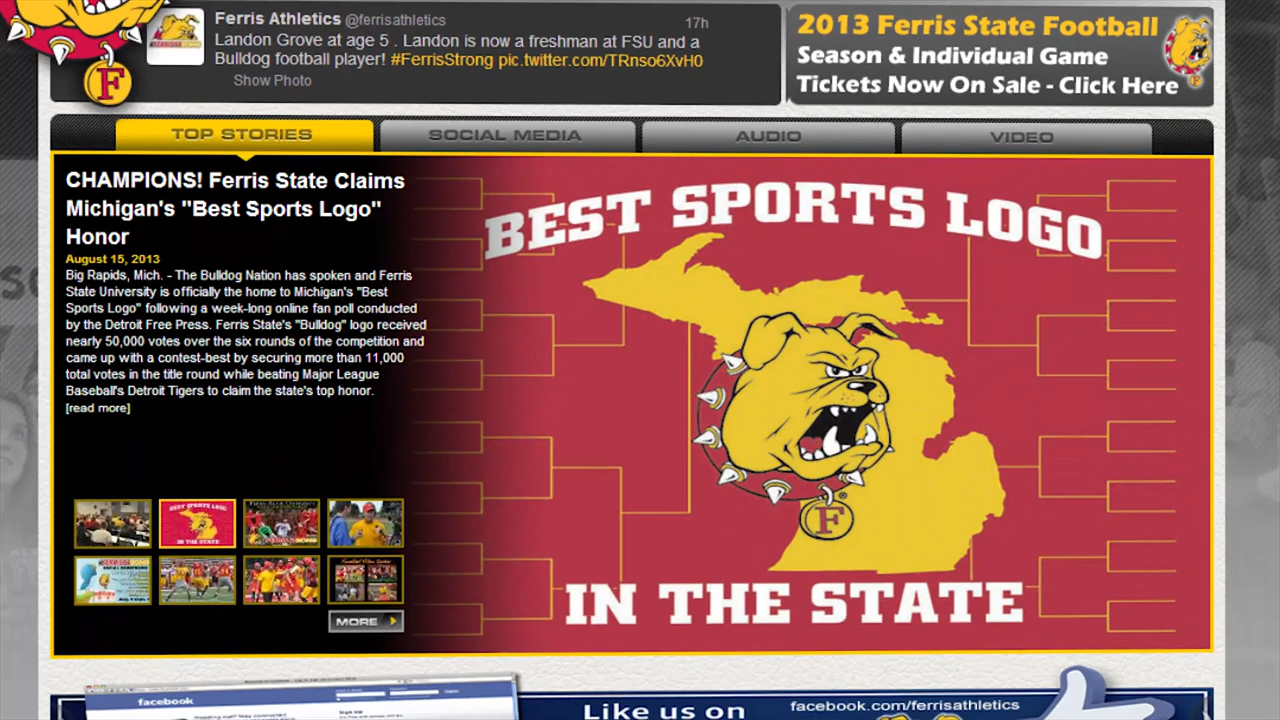 Ferris Athletics @ferrisathletics 17h
Landon Grove at age 5 . Landon is now a freshman at FSU and a
Bulldog football player! #FerrisStrong pic.twitter.com/TRnso6XvH0
Show Photo
F
2013 Ferris State Football
Season & Individual Game
Tickets Now On Sale - Click Here
TOP STORIES
SOCIAL MEDIA
AUDIO
VIDEO
CHAMPIONS! Ferris State Claims
Michigan's "Best Sports Logo"
Honor
August 15, 2013
Big Rapids, Mich. - The Bulldog Nation has spoken and Ferris
State University is officially the home to Michigan's "Best
Sports Logo" following a week-long online fan poll conducted
by the Detroit Free Press. Ferris State's "Bulldog" logo received
nearly 50,000 votes over the six rounds of the competition and
came up with a contest-best by securing more than 11,000
total votes in the title round while beating Major League
Baseball's Detroit Tigers to claim the state's top honor.
[read more]
BEST SPORTS LOGO
F
IN THE STATE
BEST SPORTS LOGO
IN THE STATE
MORE
facebook
Like us on
facebook.com/ferrisathletics